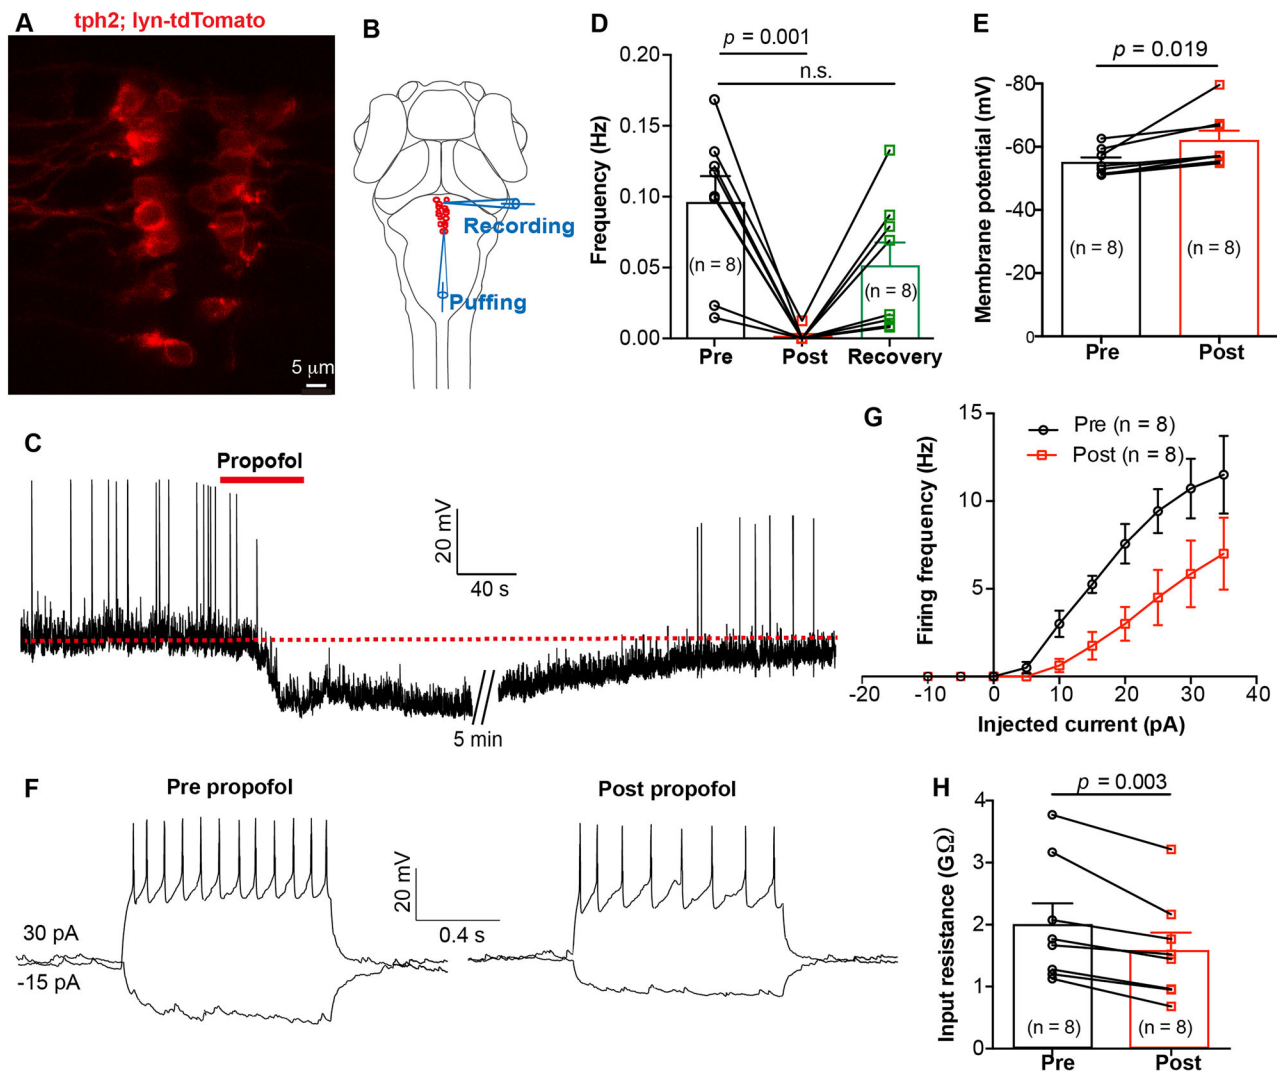 A
tph2; lyn-tdTomato
5 μm
B
Recording
Puffing
D
p = 0.001
n.s.
0.20
0.15
0.10
0.05
0.00
Frequency (Hz)
(n = 8)
(n = 8)
Pre
Post
Recovery
E
p = 0.019
-80
-60
-40
-20
0
Membrane potential (mV)
(n = 8)
(n = 8)
Pre
Post
C
Propofol
20 mV
40 s
5 min
G
Pre (n = 8)
Post (n = 8)
15
10
5
Firing frequency (Hz)
-20
-10
0
10
20
30
40
Injected current (pA)
F
Pre propofol
Post propofol
30 pA
-15 pA
20 mV
0.4 s
H
p = 0.003
4
3
2
1
0
Input resistance (GΩ)
(n = 8)
(n = 8)
Pre
Post